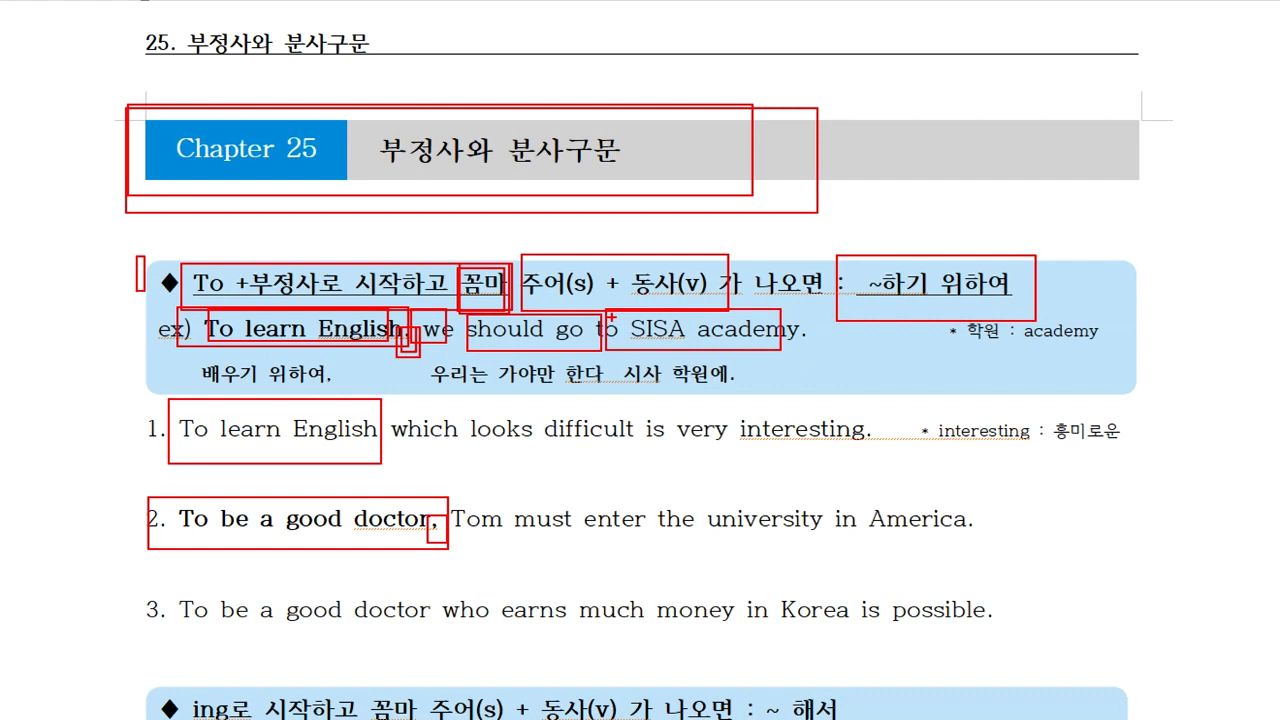 25. 부정사와 분사구문
Chapter 25 부정사와 분사구문
◆ To +부정사로 시작하고 꼼마 주어(s) + 동사(v) 가 나오면 : ~하기 위하여
ex) To learn English, we should go to SISA academy. * 학원 : academy
배우기 위하여, 우리는 가야만 한다 시사 학원에.
1. To learn English which looks difficult is very interesting. * interesting : 흥미로운
2. To be a good doctor, Tom must enter the university in America.
3. To be a good doctor who earns much money in Korea is possible.
◆ ing로 시작하고 꼼마 주어(s) + 동사(v) 가 나오면 : ~ 해서